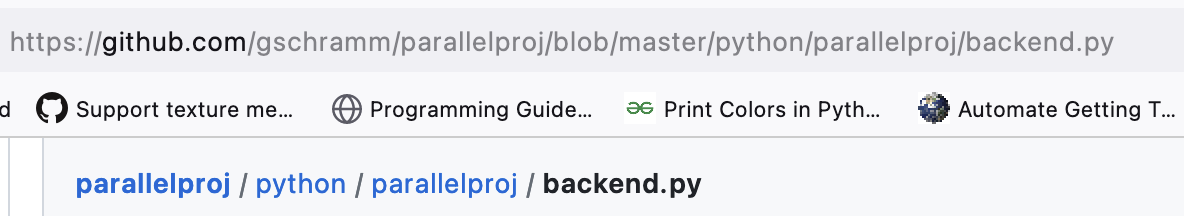 https://github.com/gschramm/parallelproj/blob/master/python/parallelproj/backend.py
d Support texture me... Programming Guide... Print Colors in Pyth... Automate Getting T...
parallelproj / python / parallelproj / backend.py